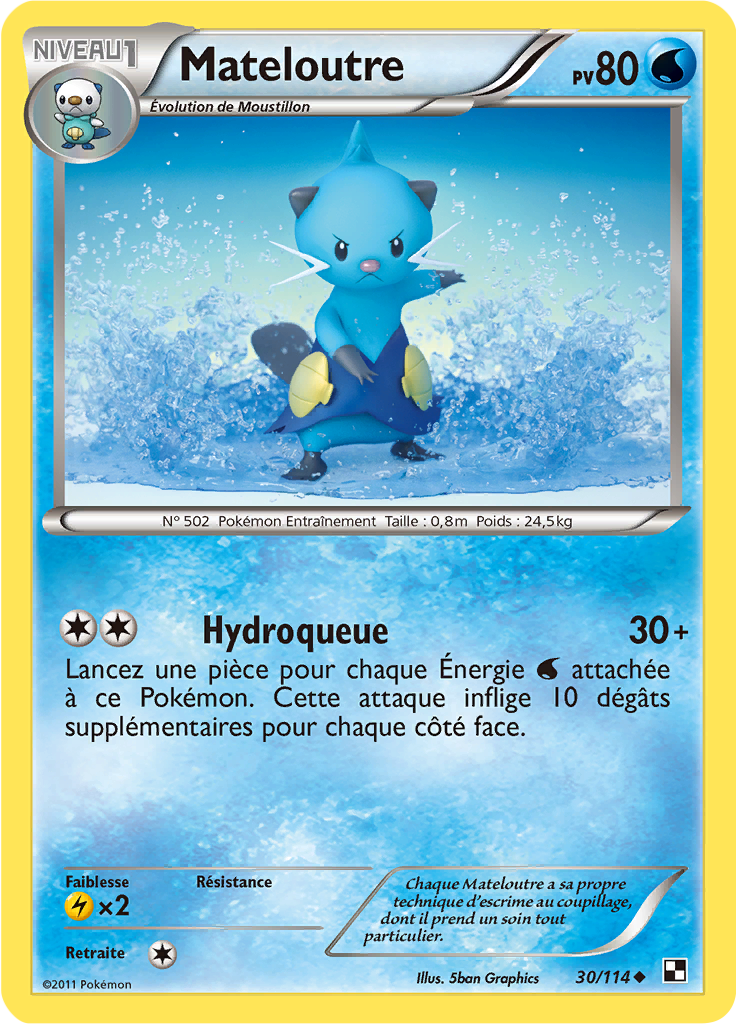 NIVEAU1
Mateloutre
PV80
Évolution de Moustillon
N° 502 Pokémon Entraînement Taille : 0,8m Poids : 24,5kg
Hydroqueue 30+
Lancez une pièce pour chaque Énergie attachée
à ce Pokémon. Cette attaque inflige 10 dégâts
supplémentaires pour chaque côté face.
Faiblesse Résistance
×2
Retraite
Chaque Mateloutre a sa propre
technique d'escrime au coupillage,
dont il prend un soin tout
particulier.
©2011 Pokémon
Illus. 5ban Graphics
30/114